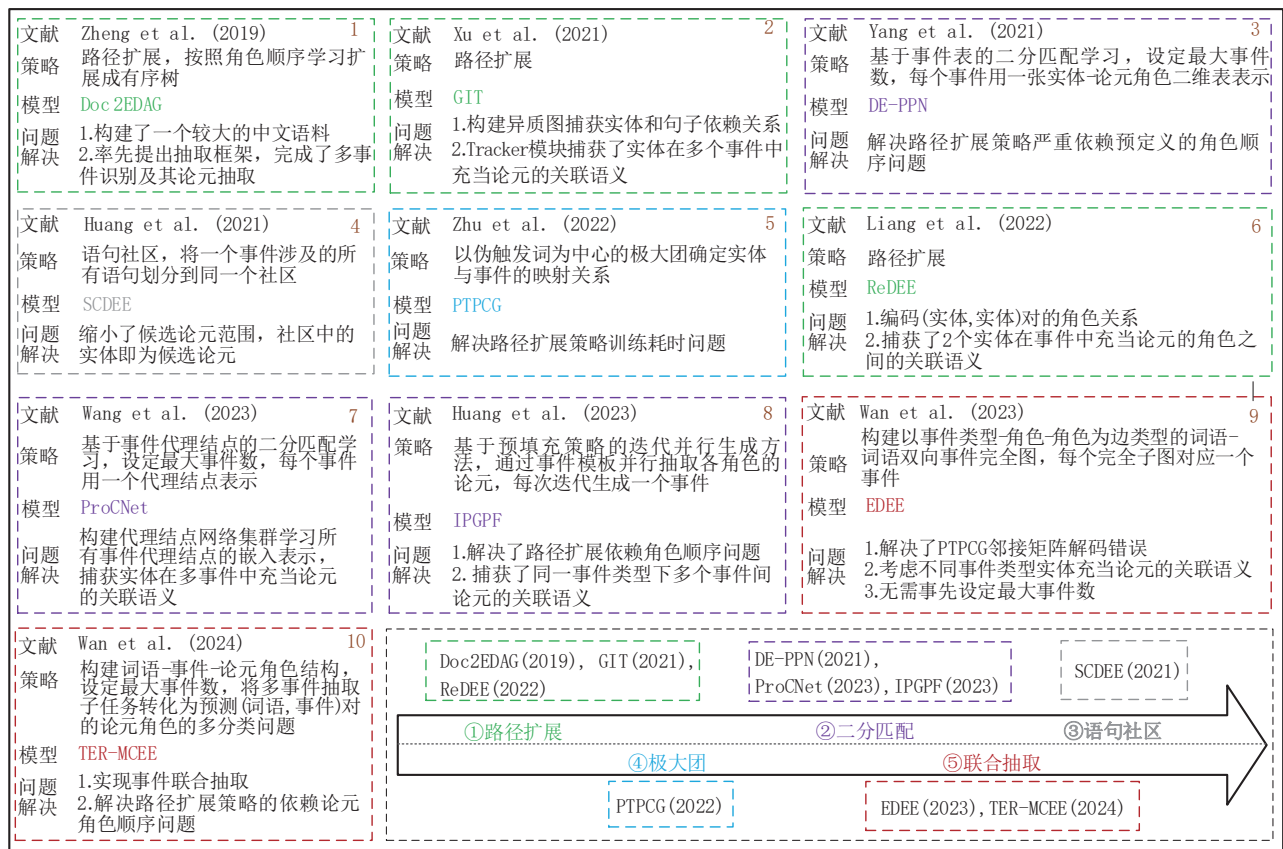 文献 Zheng et al. (2019) 1
策略 路径扩展，按照角色顺序学习扩
展成有序树
模型 Doc2EDAG
问题解决 1.构建了一个较大的中文语料
2.率先提出抽取框架，完成了多事
件识别及其论元抽取
文献 Xu et al. (2021) 2
策略 路径扩展
模型 GIT
问题解决 1.构建异质图捕获实体和句子依赖关系
2.Tracker模块捕获了实体在多个事件中
充当论元的关联语义
文献 Yang et al. (2021) 3
策略 基于事件表的二分匹配学习，设定最大事件
数，每个事件用一张实体-论元角色二维表表示
模型 DE-PPN
问题解决 解决路径扩展策略严重依赖预定义的角色顺
序问题
文献 Huang et al. (2021) 4
策略 语句社区，将一个事件涉及的所
有语句划分到同一个社区
模型 SCDEE
问题解决 缩小了候选论元范围，社区中的
实体即为候选论元
文献 Zhu et al. (2022) 5
策略 以伪触发词为中心的极大团确定实体
与事件的映射关系
模型 PTPCG
问题解决 解决路径扩展策略训练耗时问题
文献 Liang et al. (2022) 6
策略 路径扩展
模型 ReDEE
问题解决 1.编码(实体,实体)对的角色关系
2.捕获了2个实体在事件中充当论元的角色之
间的关联语义
文献 Wang et al. (2023) 7
策略 基于事件代理结点的二分匹配学
习，设定最大事件数，每个事件
用一个代理结点表示
模型 ProCNet
问题解决 构建代理结点网络集群学习所
有事件代理结点的嵌入表示，
捕获实体在多事件中充当论元
的关联语义
文献 Huang et al. (2023) 8
策略 基于预填充策略的迭代并行生成方
法，通过事件模板并行抽取各角色的
论元，每次迭代生成一个事件
模型 IPGPF
问题解决 1.解决了路径扩展依赖角色顺序问题
2.捕获了同一事件类型下多个事件间
论元的关联语义
文献 Wan et al. (2023) 9
策略 构建以事件类型-角色-角色为边类型的词语-
词语双向事件完全图，每个完全子图对应一个
事件
模型 EDEE
问题解决 1.解决了PTPCG邻接矩阵解码错误
2.考虑不同事件类型实体充当论元的关联语义
3.无需事先设定最大事件数
文献 Wan et al. (2024) 10
策略 构建词语-事件-论元角色结构，
设定最大事件数，将多事件抽取
子任务转化为预测(词语,事件)对
的论元角色的多分类问题
模型 TER-MCEE
问题解决 1.实现事件联合抽取
2.解决路径扩展策略的依赖论元
角色顺序问题
Doc2EDAG(2019), GIT(2021),
ReDEE(2022)
DE-PPN(2021),
ProCNet(2023),IPGPF(2023)
SCDEE(2021)
①路径扩展 ②二分匹配 ③语句社区
④极大团 ⑤联合抽取
PTPCG(2022)
EDEE(2023),TER-MCEE(2024)